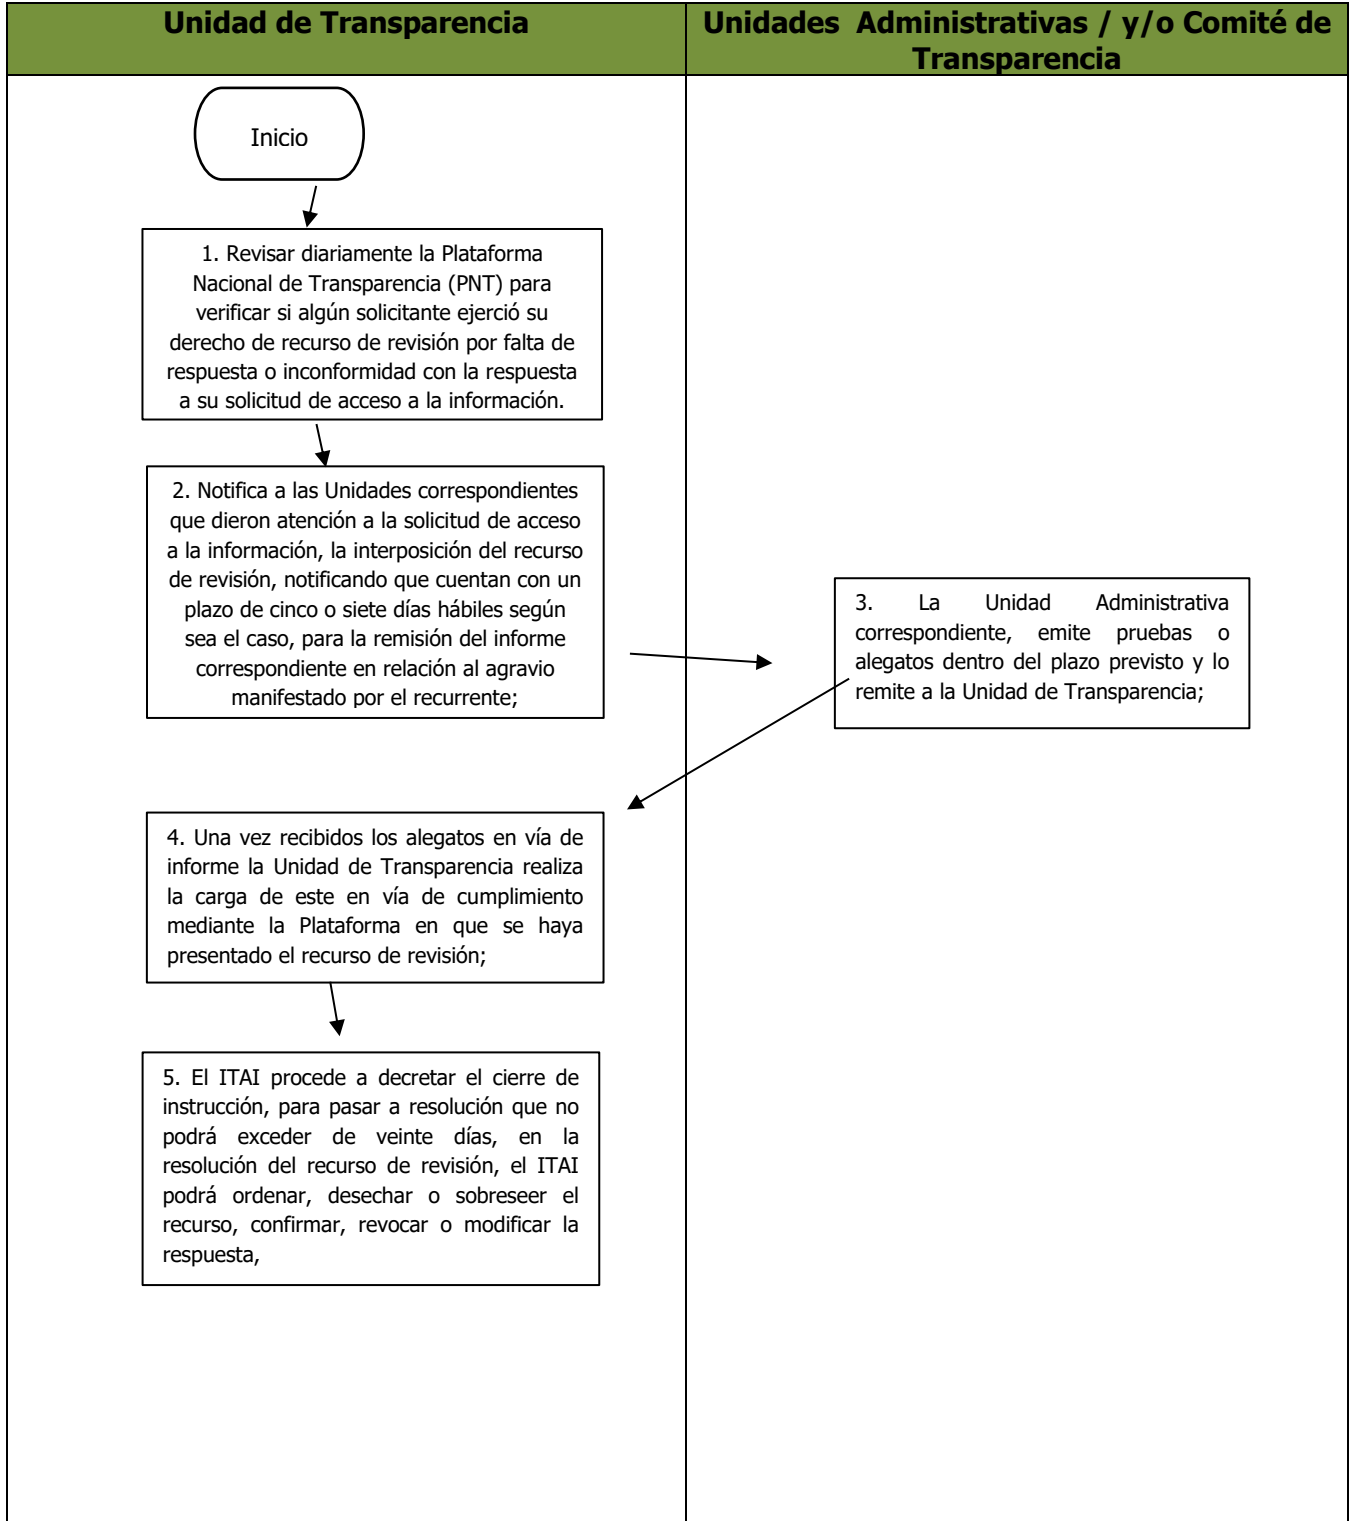 Unidad de Transparencia
Unidades Administrativas / y/o Comité de
Transparencia
Inicio
1. Revisar diariamente la Plataforma
Nacional de Transparencia (PNT) para
verificar si algún solicitante ejerció su
derecho de recurso de revisión por falta de
respuesta o inconformidad con la respuesta
a su solicitud de acceso a la información.
2. Notifica a las Unidades correspondientes
que dieron atención a la solicitud de acceso
a la información, la interposición del recurso
de revisión, notificando que cuentan con un
plazo de cinco o siete días hábiles según
sea el caso, para la remisión del informe
correspondiente en relación al agravio
manifestado por el recurrente;
3. La Unidad Administrativa
correspondiente, emite pruebas o
alegatos dentro del plazo previsto y lo
remite a la Unidad de Transparencia;
4. Una vez recibidos los alegatos en vía de
informe la Unidad de Transparencia realiza
la carga de este en vía de cumplimiento
mediante la Plataforma en que se haya
presentado el recurso de revisión;
5. El ITAI procede a decretar el cierre de
instrucción, para pasar a resolución que no
podrá exceder de veinte días, en la
resolución del recurso de revisión, el ITAI
podrá ordenar, desechar o sobreseer el
recurso, confirmar, revocar o modificar la
respuesta,